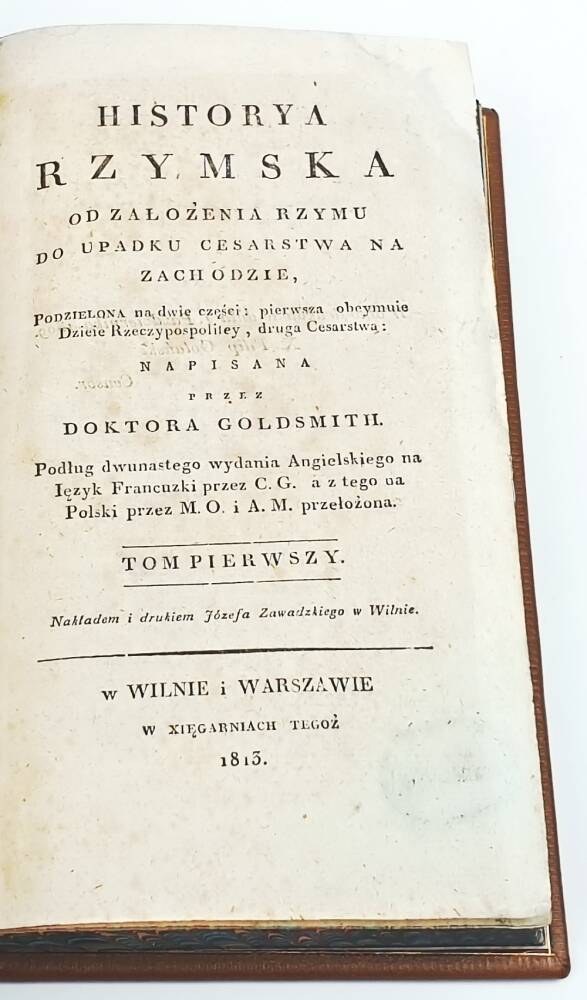 HISTORYA
RZYMSKA
OD ZAŁOŻENIA RZYMU
DO UPADKU CESARSTWA NA
ZACHODZIE,
PODZIELONA na dwie części: pierwsza obeymuie
Dzieie Rzeczypospolitey, druga Cesarstwa:
NAPISANA
PRZEZ
DOKTORA GOLDSMITH.
Podług dwunastego wydania Angielskiego na
Ięzyk Francuzki przez C. G. a z tego na
Polski przez M. O. i A. M. przełożona.
TOM PIERWSZY.
Nakładem i drukiem Józefa Zawadzkiego w Wilnie.
w WILNIE i WARSZAWIE
W XIĘGARNIACH TEGOŻ
1813.